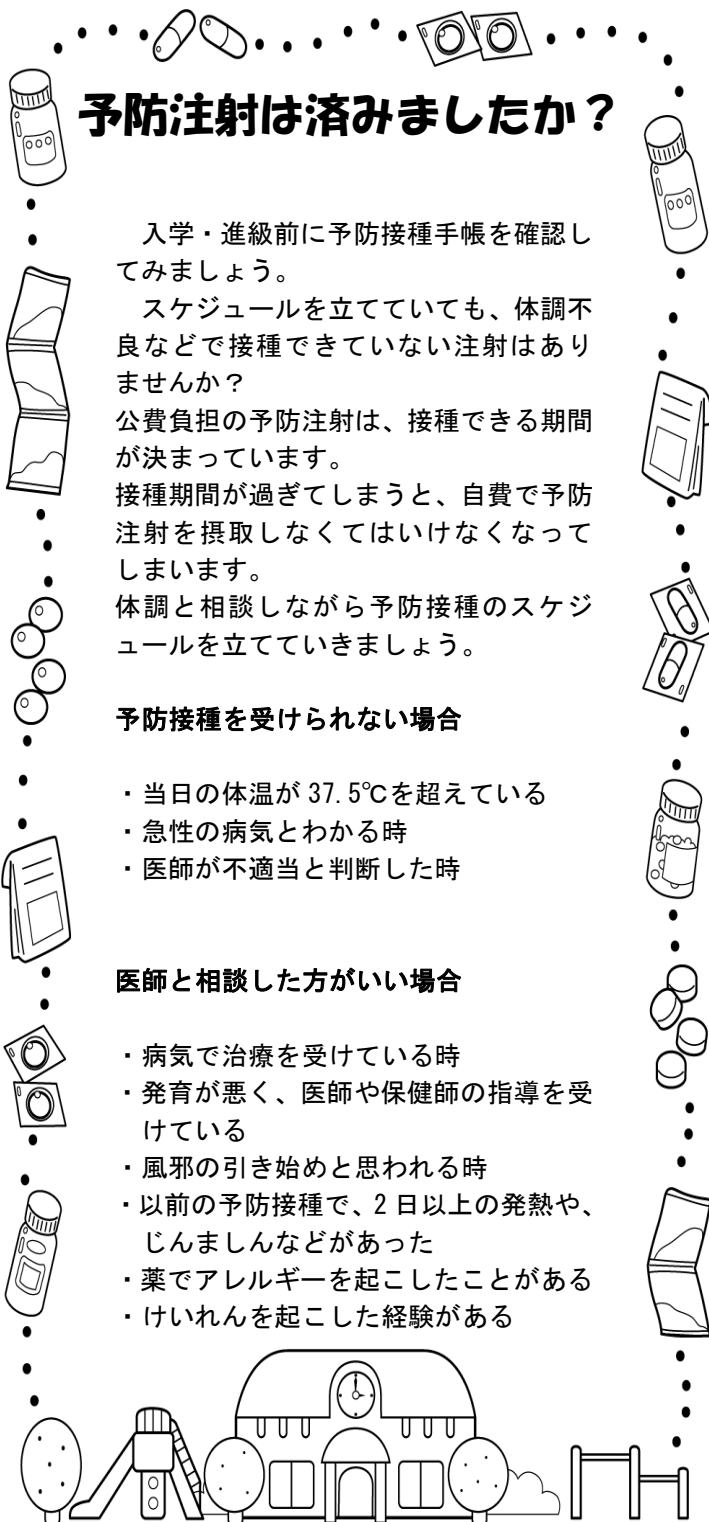 予防注射は済みましたか？
　入学・進級前に予防接種手帳を確認し
てみましょう。
　スケジュールを立てていても、体調不
良などで接種できていない注射はあり
ませんか？
公費負担の予防注射は、接種できる期間
が決まっています。
接種期間が過ぎてしまうと、自費で予防
注射を摂取しなくてはいけなくなって
しまいます。
体調と相談しながら予防接種のスケジ
ュールを立てていきましょう。
予防接種を受けられない場合
・当日の体温が 37.5℃を超えている
・急性の病気とわかる時
・医師が不適当と判断した時
医師と相談した方がいい場合
・病気で治療を受けている時
・発育が悪く、医師や保健師の指導を受
けている
・風邪の引き始めと思われる時
・以前の予防接種で、2 日以上の発熱や、
じんましんなどがあった
・薬でアレルギーを起こしたことがある
・けいれんを起こした経験がある